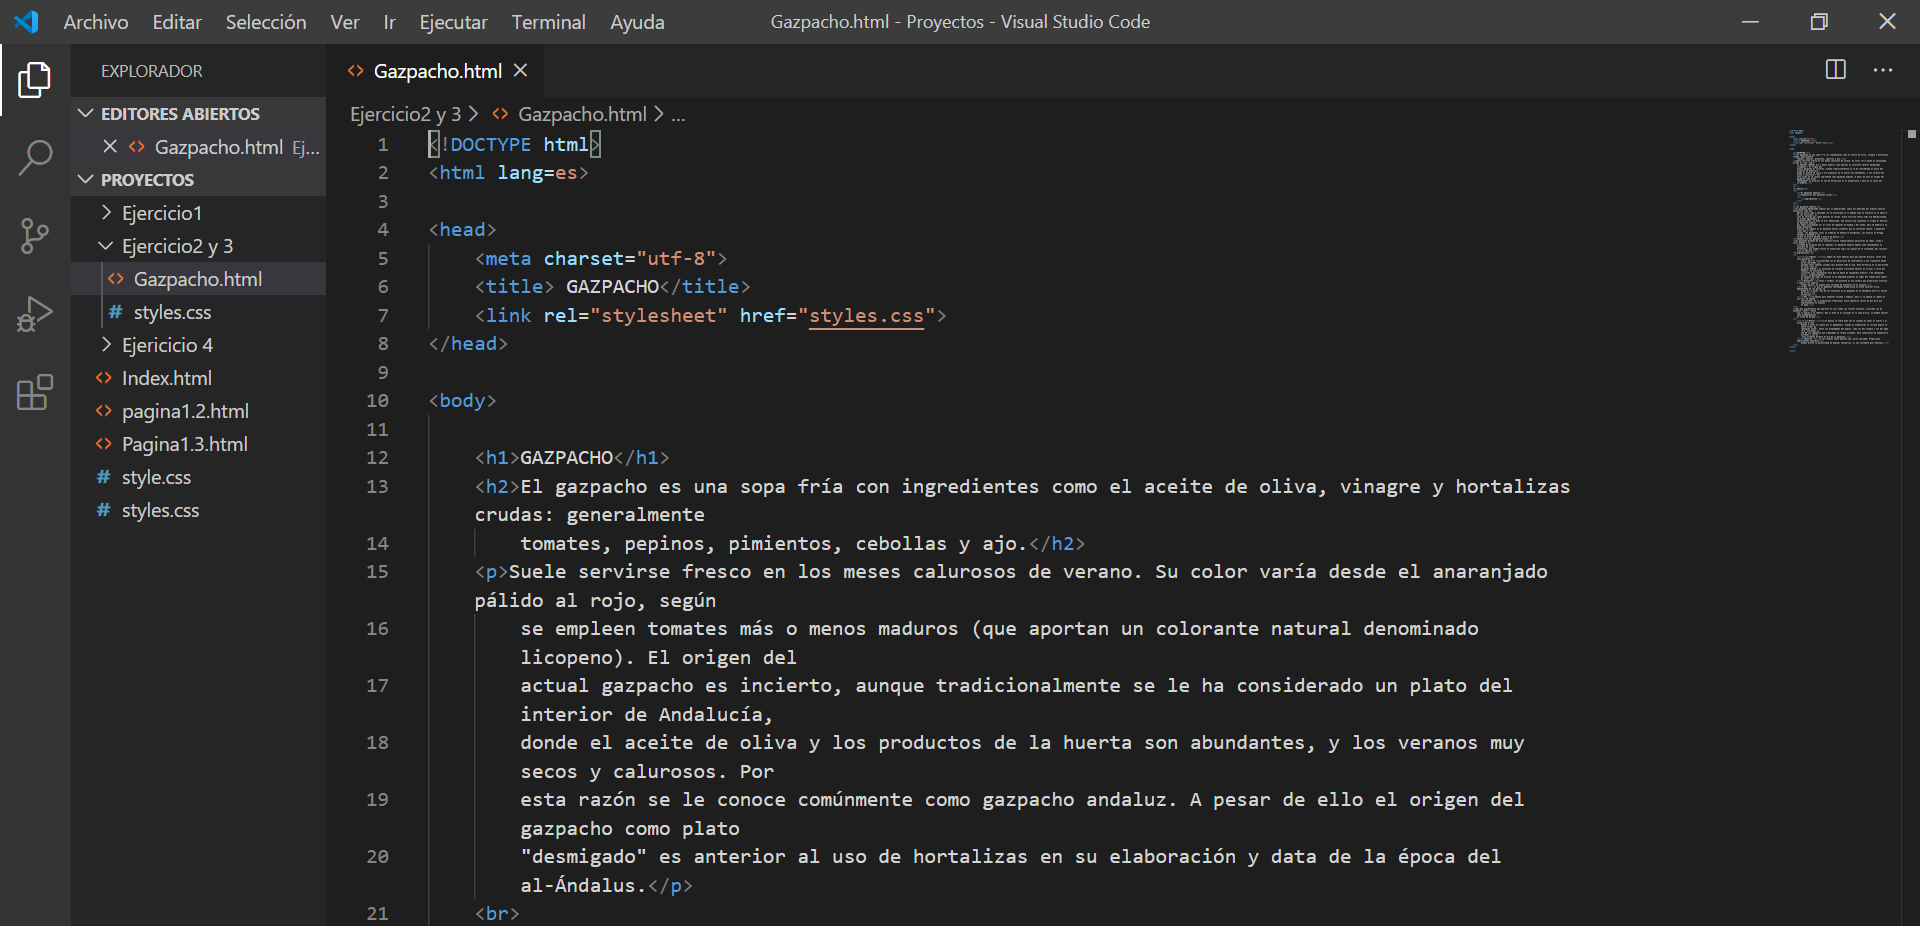 Archivo Editar Selección Ver Ir Ejecutar Terminal Ayuda Gazpacho.html - Proyectos - Visual Studio Code
EXPLORADOR
EDITORES ABIERTOS
Gazpacho.html Ej...
PROYECTOS
Ejercicio1
Ejercicio2 y 3
Gazpacho.html
styles.css
Ejericicio 4
Index.html
pagina1.2.html
Pagina1.3.html
style.css
styles.css
Gazpacho.html
Ejercicio2 y 3 > Gazpacho.html > ...
1 <!DOCTYPE html>
2 <html lang=es>
3
4 <head>
5 <meta charset="utf-8">
6 <title> GAZPACHO</title>
7 <link rel="stylesheet" href="styles.css">
8 </head>
9
10 <body>
11
12 <h1>GAZPACHO</h1>
13 <h2>El gazpacho es una sopa fría con ingredientes como el aceite de oliva, vinagre y hortalizas
crudas: generalmente
14 tomates, pepinos, pimientos, cebollas y ajo.</h2>
15 <p>Suele servirse fresco en los meses calurosos de verano. Su color varía desde el anaranjado
pálido al rojo, según
16 se empleen tomates más o menos maduros (que aportan un colorante natural denominado
licopeno). El origen del
17 actual gazpacho es incierto, aunque tradicionalmente se le ha considerado un plato del
interior de Andalucía,
18 donde el aceite de oliva y los productos de la huerta son abundantes, y los veranos muy
secos y calurosos. Por
19 esta razón se le conoce comúnmente como gazpacho andaluz. A pesar de ello el origen del
gazpacho como plato
20 "desmigado" es anterior al uso de hortalizas en su elaboración y data de la época del
al-Ándalus.</p>
21 <br>